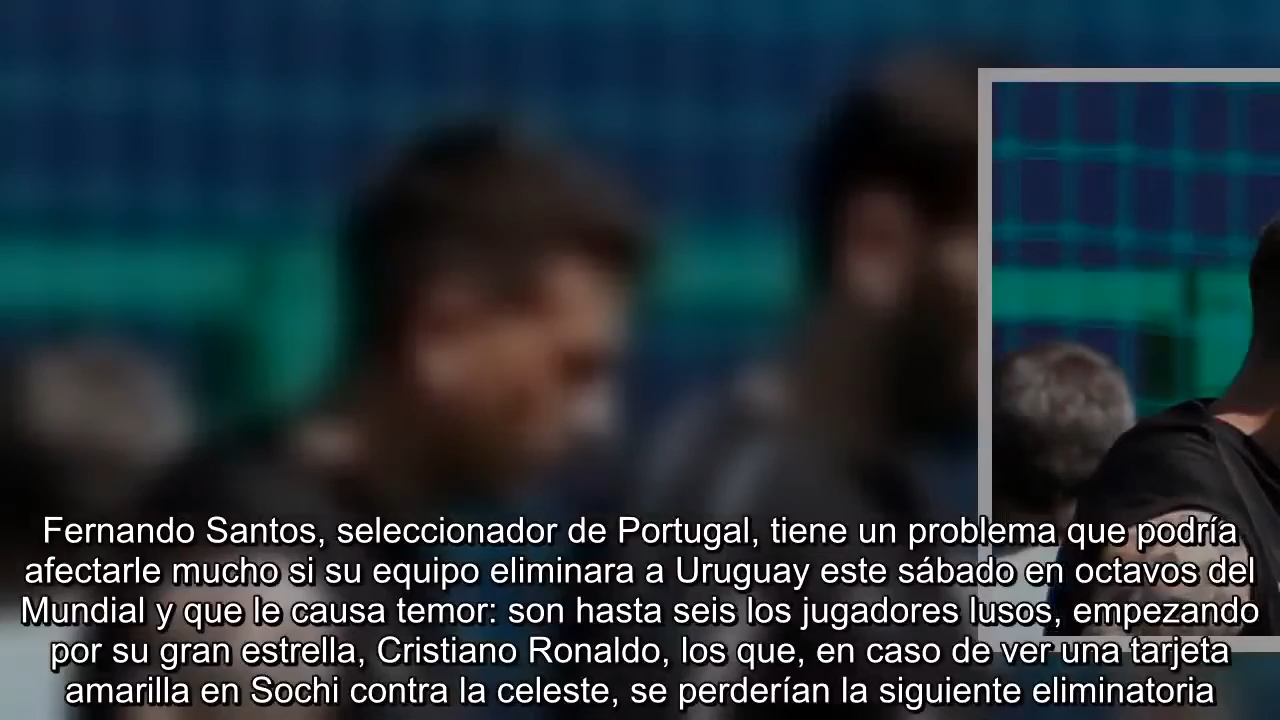 Fernando Santos, seleccionador de Portugal, tiene un problema que podría
afectarle mucho si su equipo eliminara a Uruguay este sábado en octavos del
Mundial y que le causa temor: son hasta seis los jugadores lusos, empezando
por su gran estrella, Cristiano Ronaldo, los que, en caso de ver una tarjeta
amarilla en Sochi contra la celeste, se perderían la siguiente eliminatoria